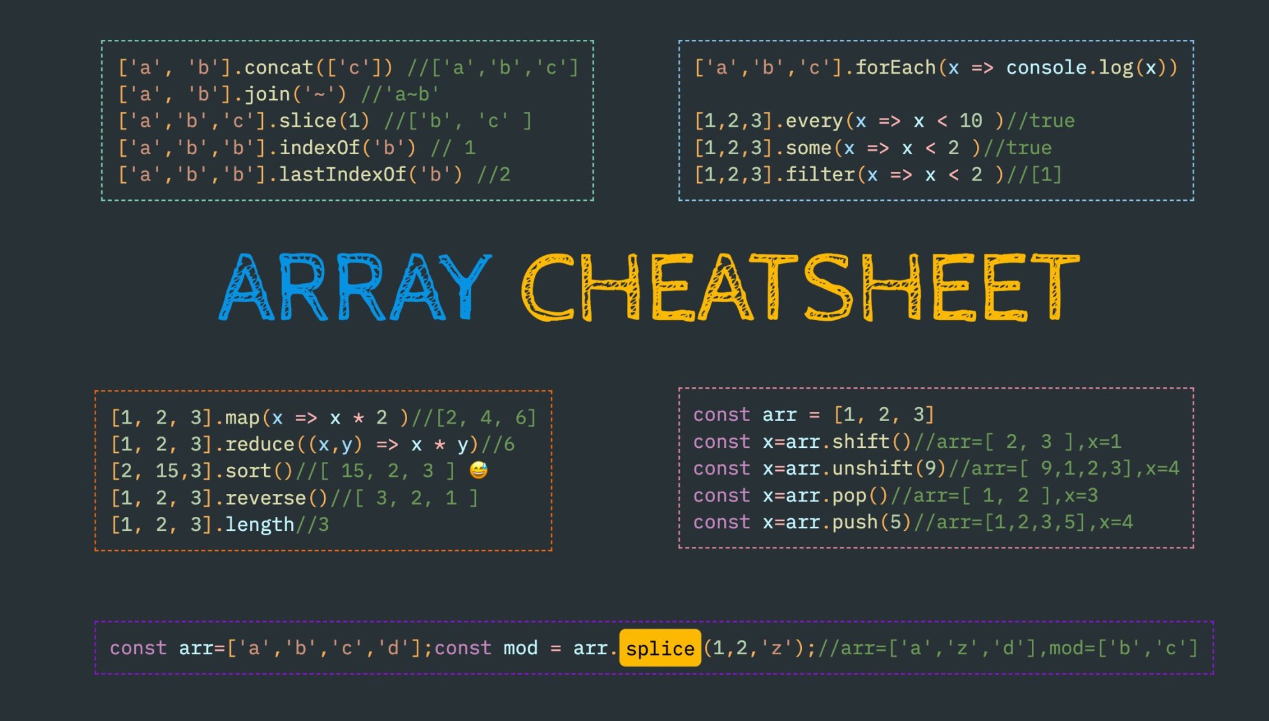 ['a', 'b'].concat(['c']) //['a','b','c']
['a', 'b'].join('~') //'a~b'
['a','b','c'].slice(1) //['b', 'c' ]
['a','b','b'].indexOf('b') // 1
['a','b','b'].lastIndexOf('b') //2
['a','b','c'].forEach(x => console.log(x))
[1,2,3].every(x => x < 10 )//true
[1,2,3].some(x => x < 2 )//true
[1,2,3].filter(x => x < 2 )//[1]
ARRAY CHEATSHEET
[1, 2, 3].map(x => x * 2 )//[2, 4, 6]
[1, 2, 3].reduce((x,y) => x * y)//6
[2, 15,3].sort()//[ 15, 2, 3 ] 😅
[1, 2, 3].reverse()//[ 3, 2, 1 ]
[1, 2, 3].length//3
const arr = [1, 2, 3]
const x=arr.shift()//arr=[ 2, 3 ],x=1
const x=arr.unshift(9)//arr=[ 9,1,2,3],x=4
const x=arr.pop()//arr=[ 1, 2 ],x=3
const x=arr.push(5)//arr=[1,2,3,5],x=4
const arr=['a','b','c','d'];const mod = arr.splice(1,2,'z');//arr=['a','z','d'],mod=['b','c']